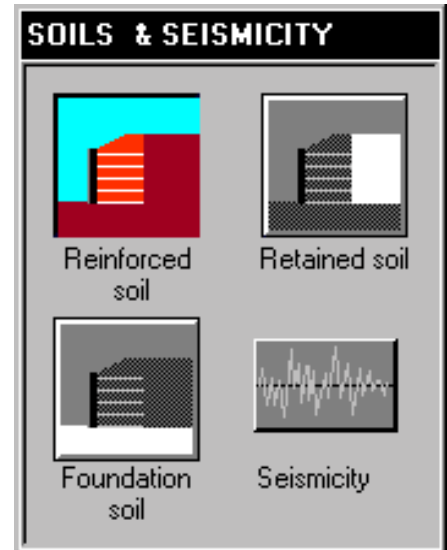 SOILS & SEISMICITY
Reinforced
soil
Retained soil
Foundation
soil
Seismicity